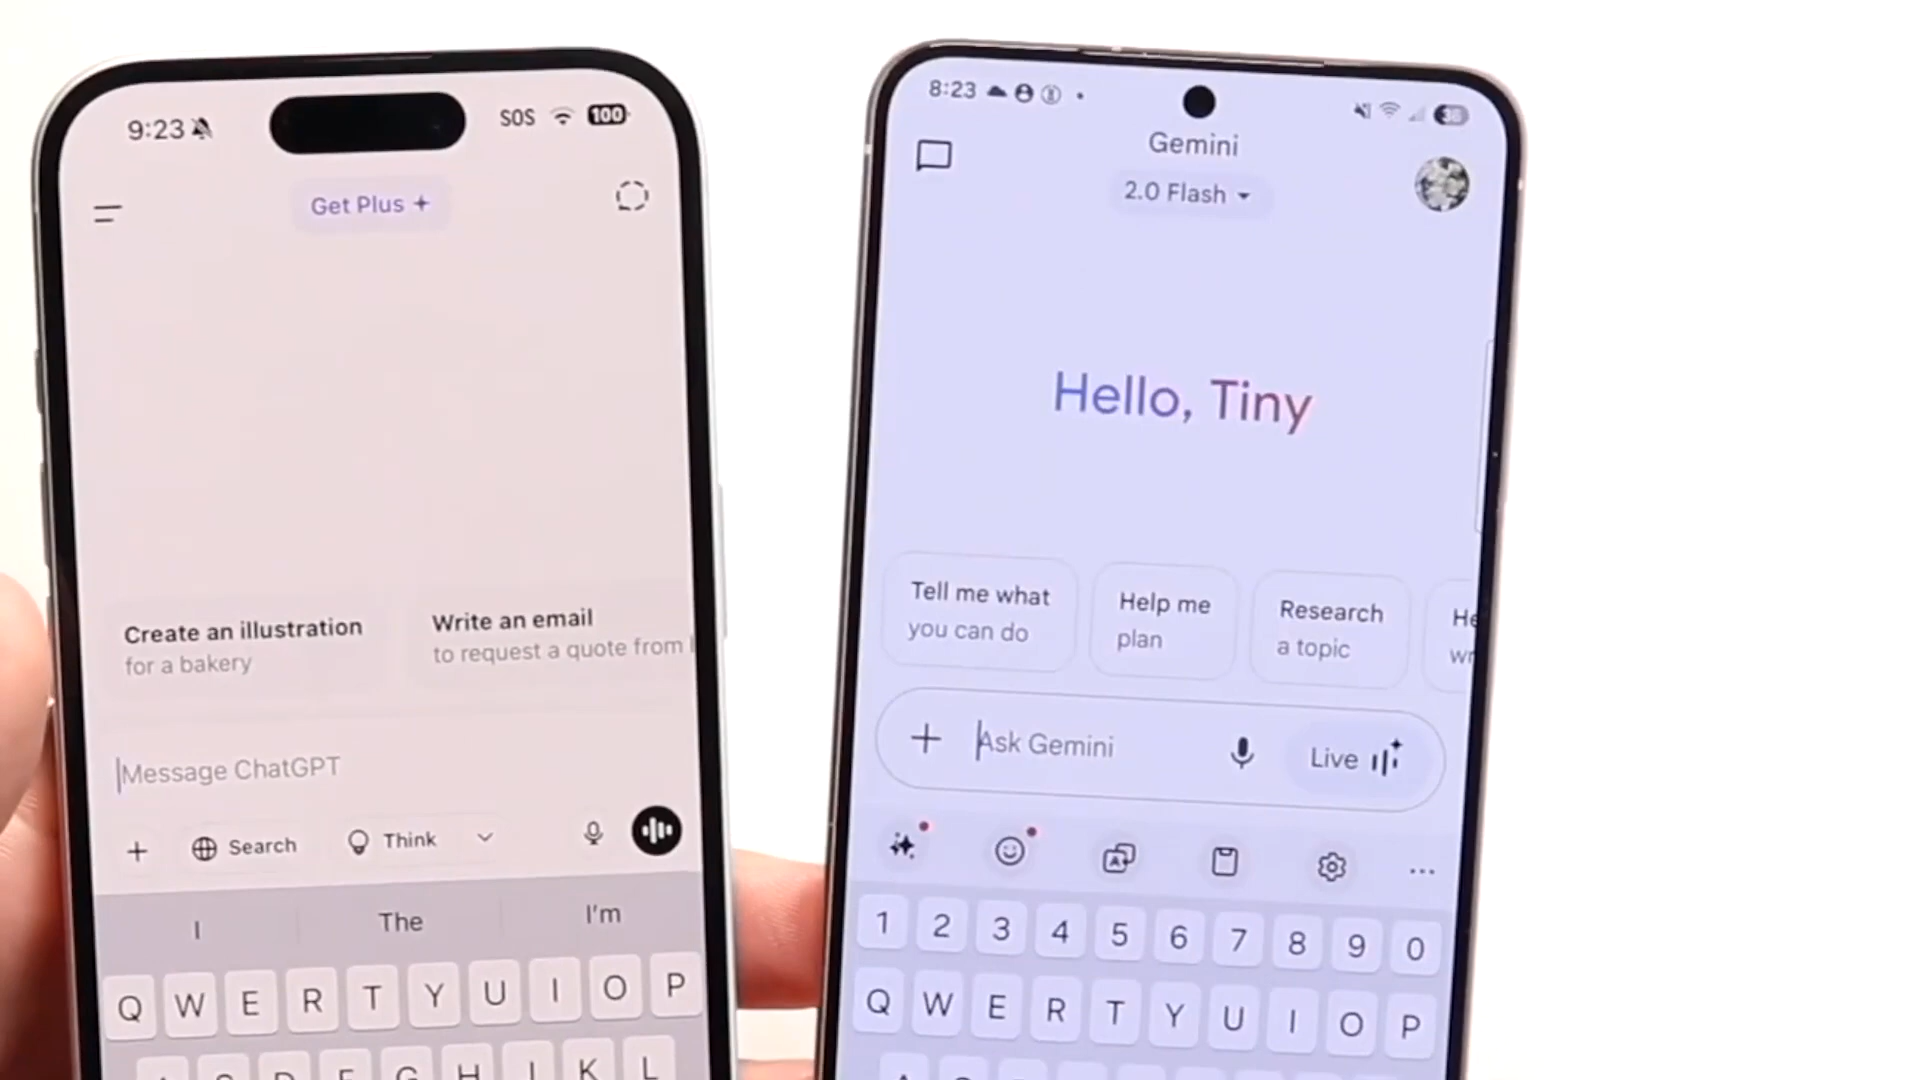 9:23
SOS
100
Get Plus +
Create an illustration
for a bakery
Write an email
to request a quote from
Message ChatGPT
Search
Think
I
The
I'm
Q W E R T Y U I O P
K L
8:23
Gemini
2.0 Flash
Hello, Tiny
Tell me what
you can do
Help me
plan
Research
a topic
He
wr
Ask Gemini
Live
1 2 3 4 5 6 7 8 9 0
Q W E R T Y U I O P